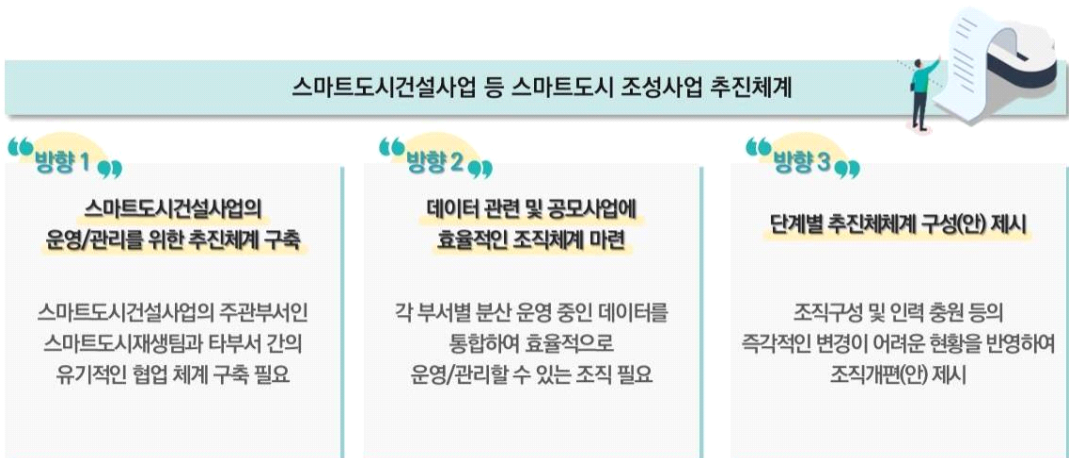 스마트도시건설사업 등 스마트도시 조성사업 추진체계
방향 1
스마트도시건설사업의
운영/관리를 위한 추진체계 구축
스마트도시건설사업의 주관부서인
스마트도시재생팀과 타부서 간의
유기적인 협업 체계 구축 필요
방향 2
데이터 관련 및 공모사업에
효율적인 조직체계 마련
각 부서별 분산 운영 중인 데이터를
통합하여 효율적으로
운영/관리할 수 있는 조직 필요
방향 3
단계별 추진체체계 구성(안) 제시
조직구성 및 인력 충원 등의
즉각적인 변경이 어려운 현황을 반영하여
조직개편(안) 제시